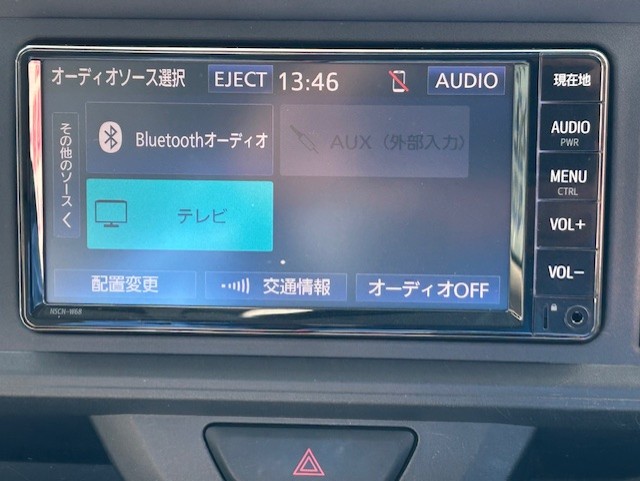 オーディオソース選択 EJECT 13:46 AUDIO
その他のソース
Bluetoothオーディオ
AUX（外部入力）
テレビ
配置変更
交通情報
オーディオOFF
現在地
AUDIO
PWR
MENU
CTRL
VOL+
VOL−
NSCN-W68